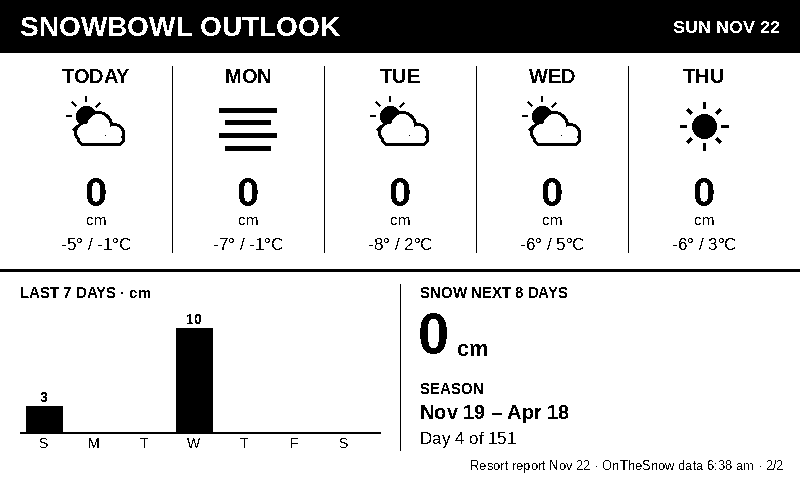 SNOWBOWL OUTLOOK SUN NOV 22
TODAY MON TUE WED THU
0 0 0 0 0
cm cm cm cm cm
-5° / -1°C -7° / -1°C -8° / 2°C -6° / 5°C -6° / 3°C
LAST 7 DAYS · cm
3 10
S M T W T F S
SNOW NEXT 8 DAYS
0 cm
SEASON
Nov 19 – Apr 18
Day 4 of 151
Resort report Nov 22 · OnTheSnow data 6:38 am · 2/2